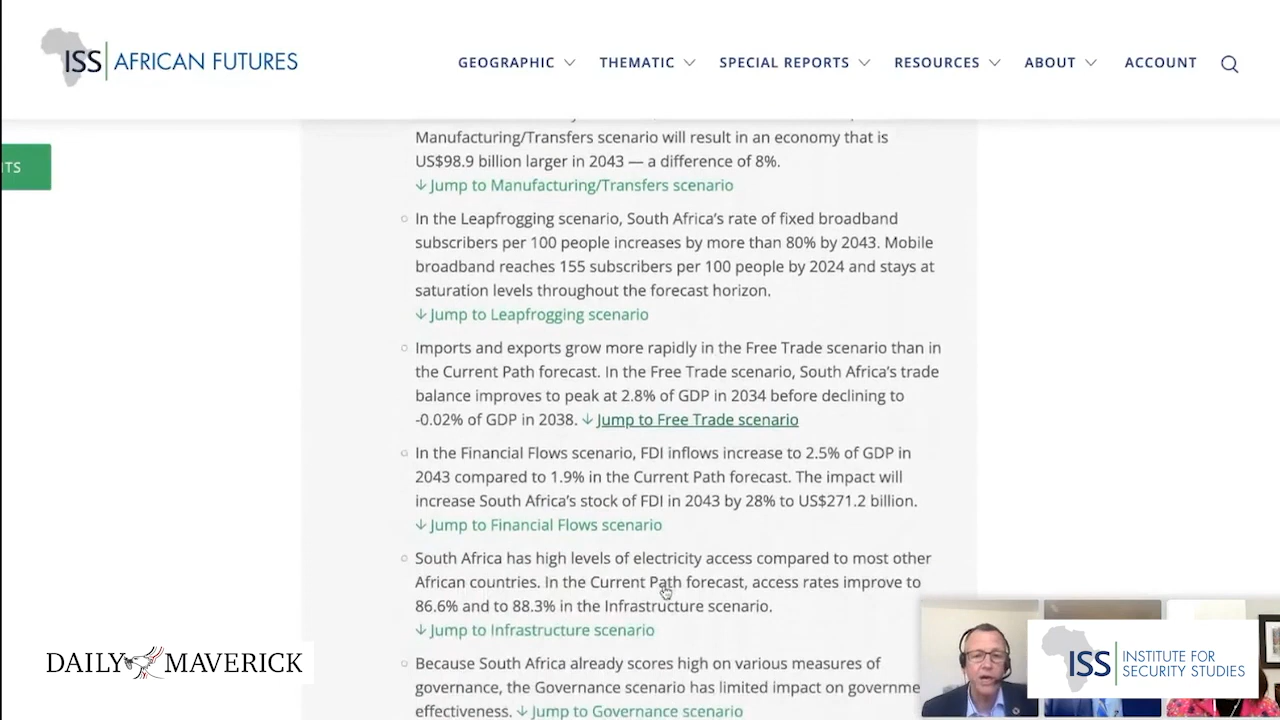 ISS AFRICAN FUTURES
GEOGRAPHIC THEMATIC SPECIAL REPORTS RESOURCES ABOUT ACCOUNT
Manufacturing/Transfers scenario will result in an economy that is
US$98.9 billion larger in 2043 — a difference of 8%.
↓ Jump to Manufacturing/Transfers scenario
In the Leapfrogging scenario, South Africa's rate of fixed broadband
subscribers per 100 people increases by more than 80% by 2043. Mobile
broadband reaches 155 subscribers per 100 people by 2024 and stays at
saturation levels throughout the forecast horizon.
↓ Jump to Leapfrogging scenario
Imports and exports grow more rapidly in the Free Trade scenario than in
the Current Path forecast. In the Free Trade scenario, South Africa's trade
balance improves to peak at 2.8% of GDP in 2034 before declining to
-0.02% of GDP in 2038. ↓ Jump to Free Trade scenario
In the Financial Flows scenario, FDI inflows increase to 2.5% of GDP in
2043 compared to 1.9% in the Current Path forecast. The impact will
increase South Africa's stock of FDI in 2043 by 28% to US$271.2 billion.
↓ Jump to Financial Flows scenario
South Africa has high levels of electricity access compared to most other
African countries. In the Current Path forecast, access rates improve to
86.6% and to 88.3% in the Infrastructure scenario.
↓ Jump to Infrastructure scenario
Because South Africa already scores high on various measures of
governance, the Governance scenario has limited impact on governme
effectiveness. ↓ Jump to Governance scenario
ITS
DAILY MAVERICK
ISS INSTITUTE FOR
SECURITY STUDIES